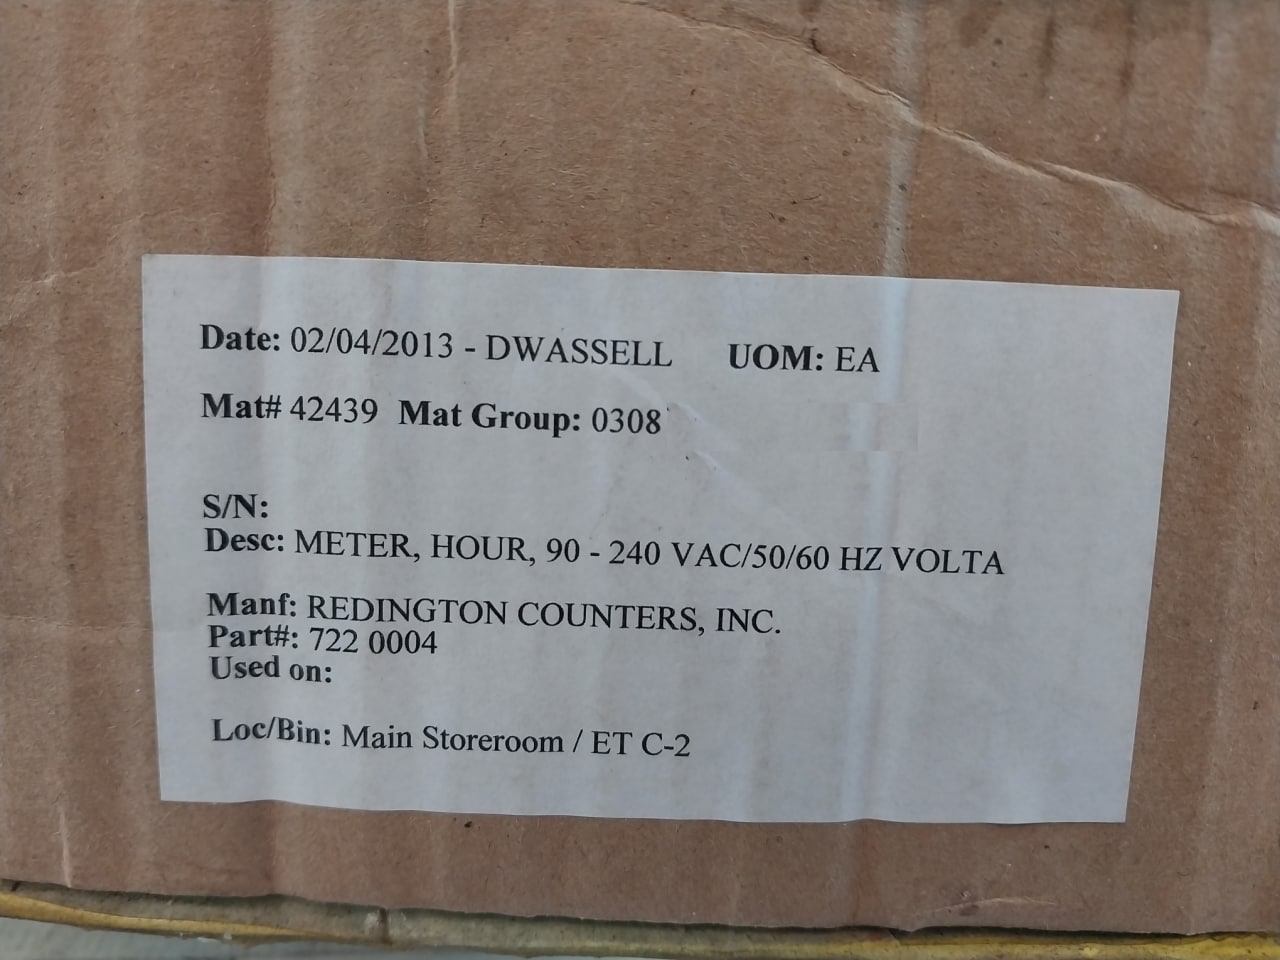 Date: 02/04/2013 - DWASSELL UOM: EA
Mat# 42439 Mat Group: 0308
S/N:
Desc: METER, HOUR, 90 - 240 VAC/50/60 HZ VOLTA
Manf: REDINGTON COUNTERS, INC.
Part#: 722 0004
Used on:
Loc/Bin: Main Storeroom / ET C-2